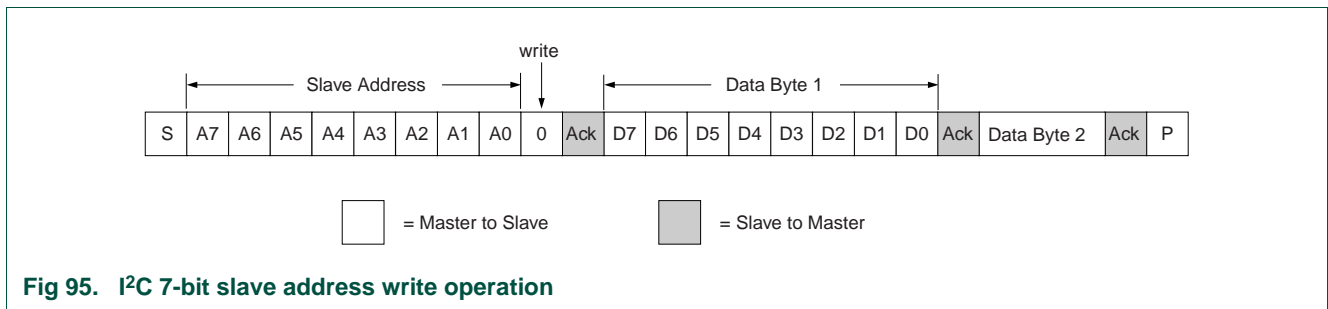 write
Slave Address
Data Byte 1
S A7 A6 A5 A4 A3 A2 A1 A0 0 Ack D7 D6 D5 D4 D3 D2 D1 D0 Ack Data Byte 2 Ack P
= Master to Slave = Slave to Master
Fig 95. I²C 7-bit slave address write operation